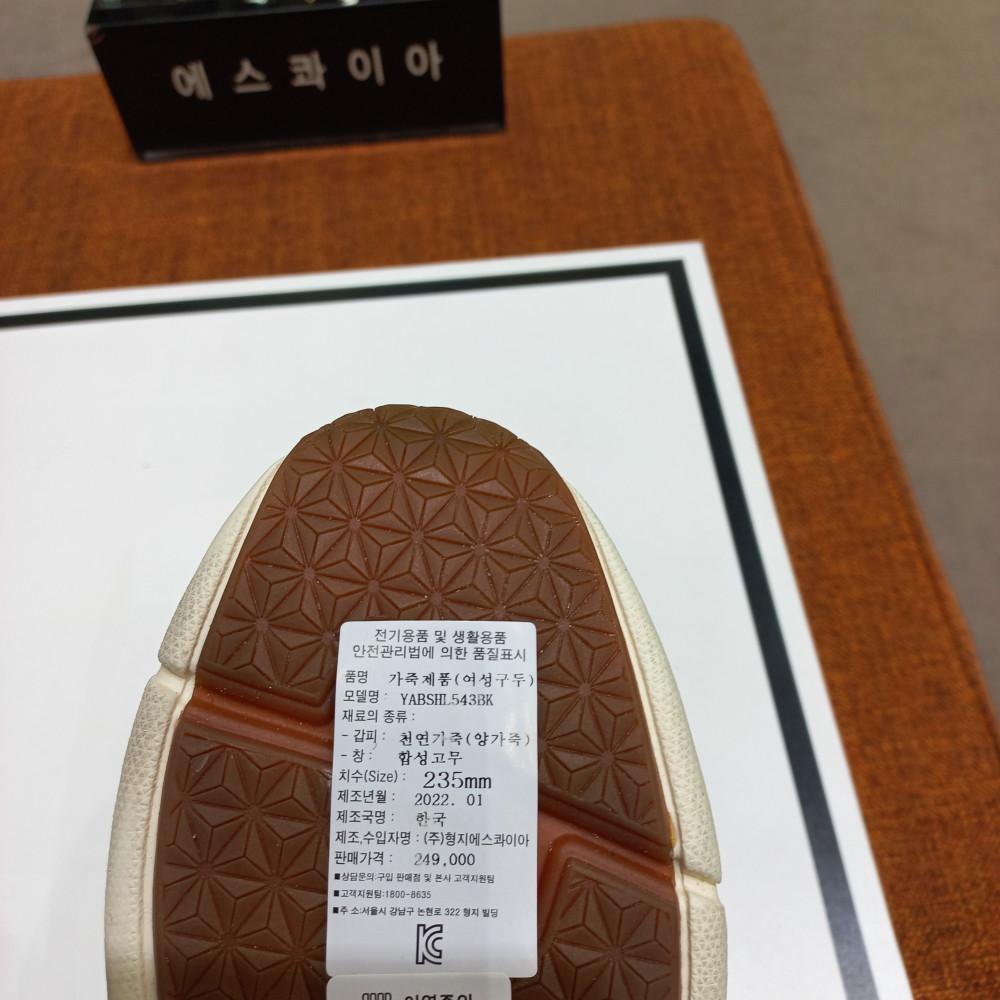 에스콰이아
전기용품 및 생활용품
안전관리법에 의한 품질표시
품명 가죽제품(여성구두)
모델명 : YABSHL543BK
재료의 종류 :
- 갑피 : 천연가죽(양가죽)
- 창 : 합성고무
치수(Size) : 235mm
제조년월 : 2022. 01
제조국명 : 한국
제조,수입자명 : (주)형지에스콰이아
판매가격 : 249,000
■상담문의:구입 판매점 및 본사 고객지원팀
■고객지원팀:1800-8635
■주 소:서울시 강남구 논현로 322 형지 빌딩